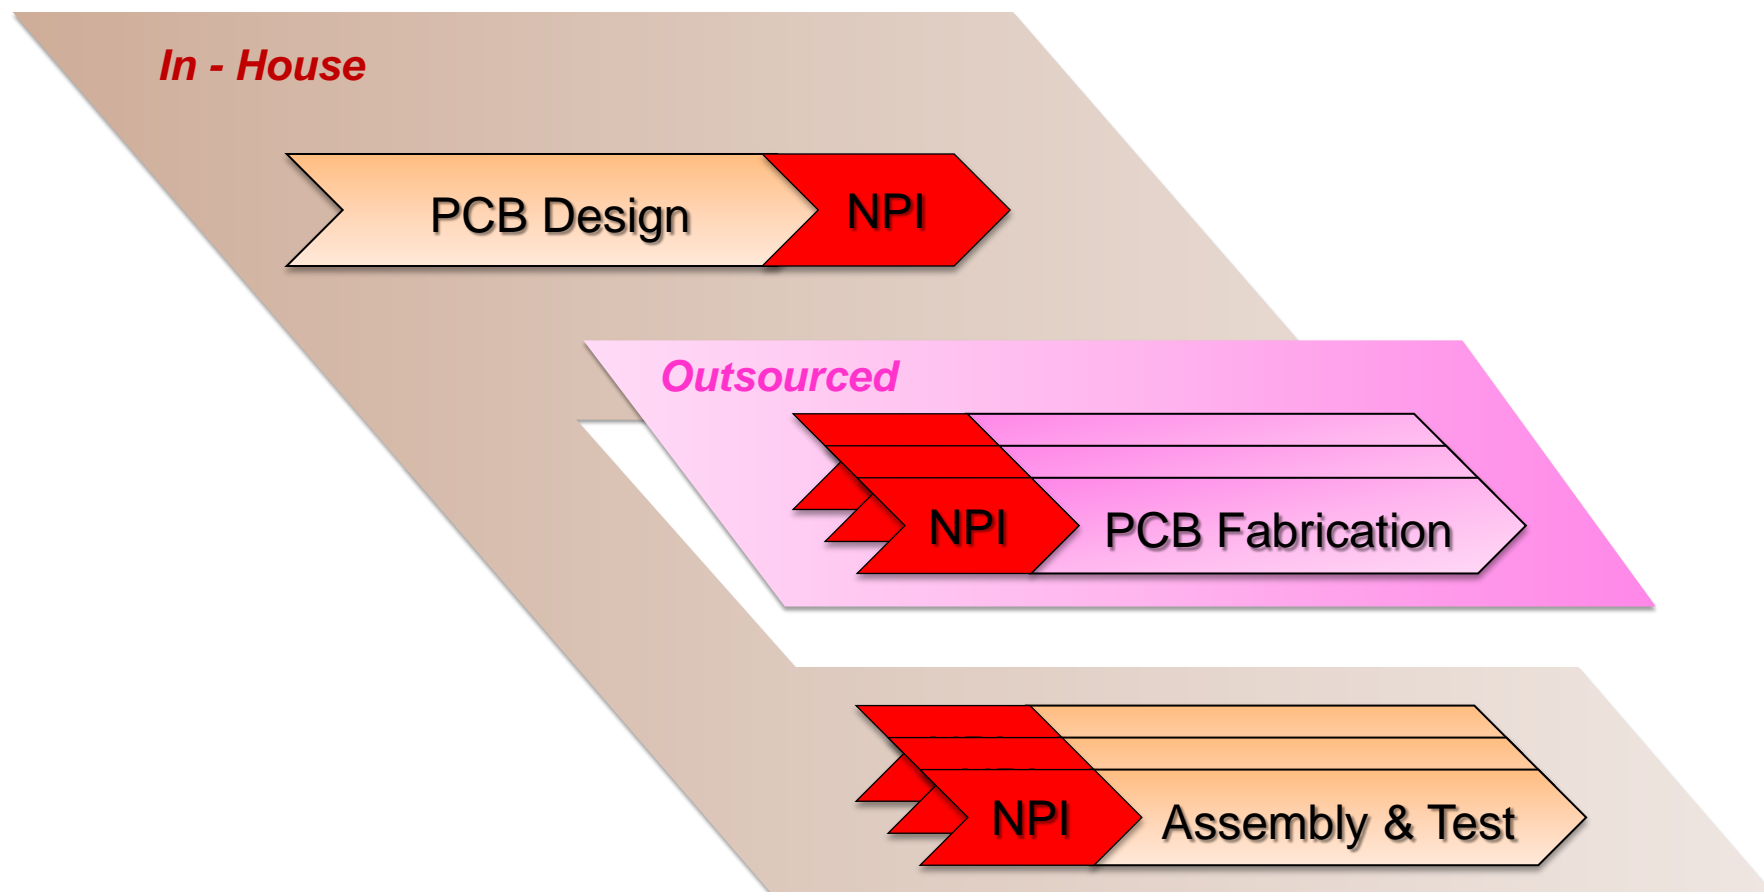 In - House
PCB Design
NPI
Outsourced
NPI
PCB Fabrication
NPI
Assembly & Test